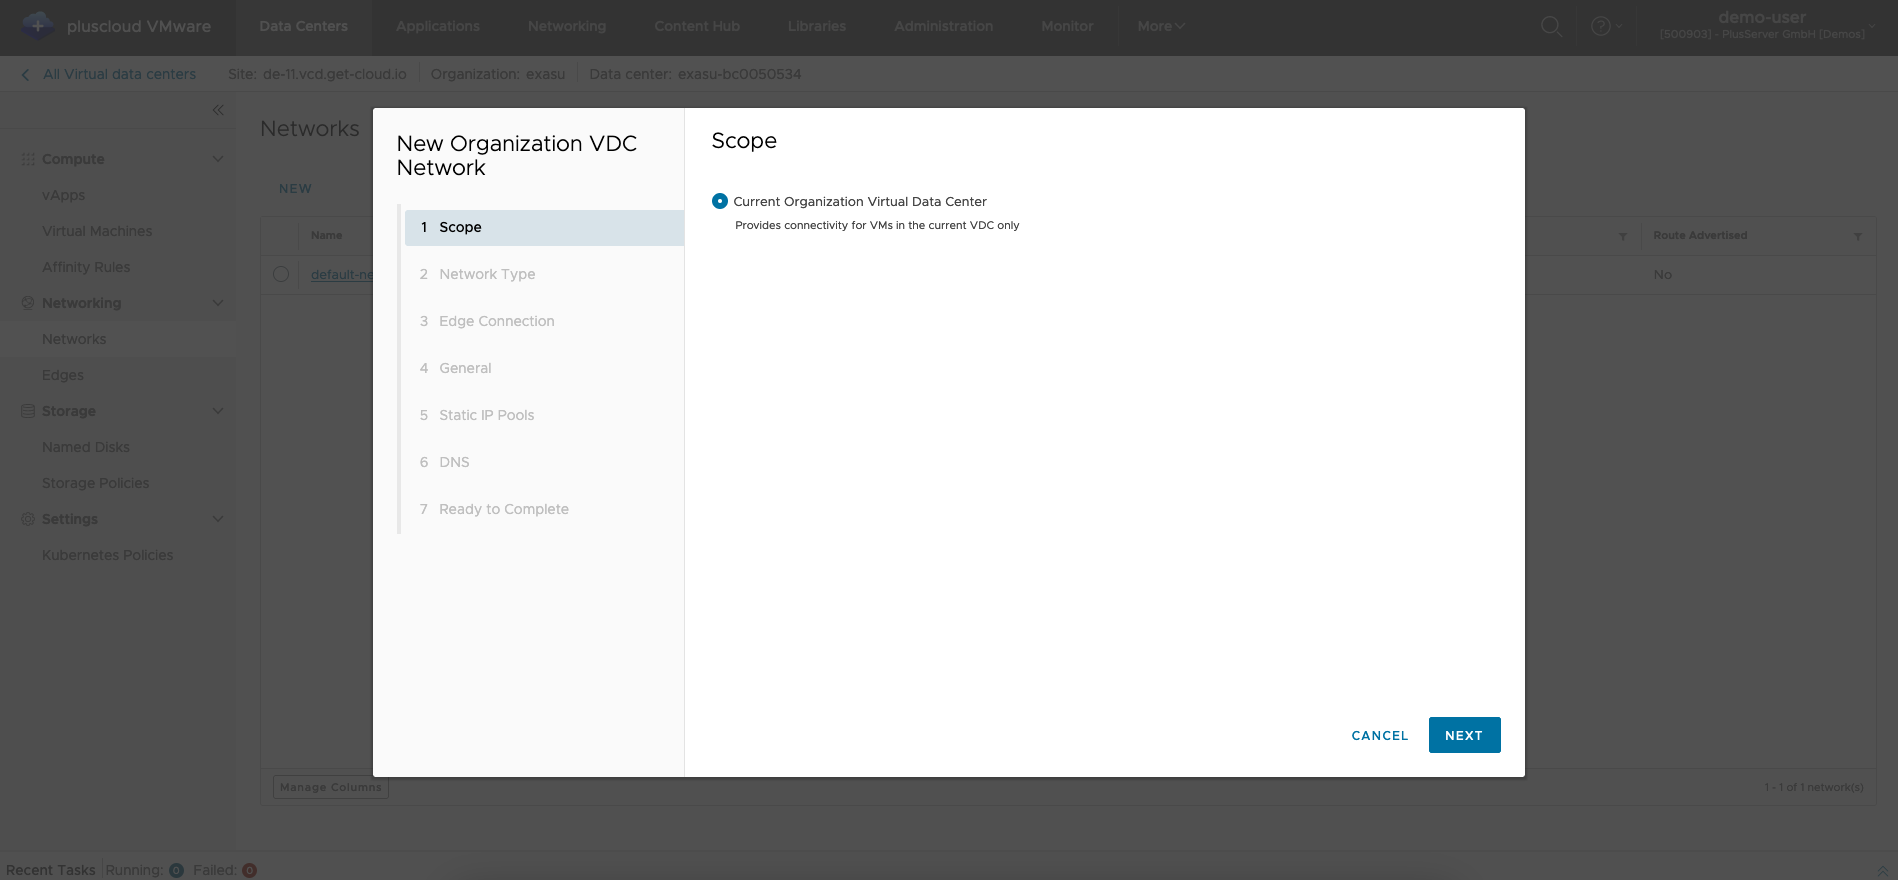 pluscloud VMware
Data Centers
Applications
Networking
Content Hub
Libraries
Administration
Monitor
More
demo-user
[S00903] - PlusServer GmbH [Demos]
All Virtual data centers
Site: de-11.vcd.get-cloud.io
Organization: exasu
Data center: exasu-bc0050534
Compute
vApps
Virtual Machines
Affinity Rules
Networking
Networks
Edges
Storage
Named Disks
Storage Policies
Settings
Kubernetes Policies
Networks
NEW
Name
default-ne
Route Advertised
No
Manage Columns
1 - 1 of 1 network(s)
New Organization VDC
Network
1 Scope
2 Network Type
3 Edge Connection
4 General
5 Static IP Pools
6 DNS
7 Ready to Complete
Scope
Current Organization Virtual Data Center
Provides connectivity for VMs in the current VDC only
CANCEL
NEXT
Recent Tasks
Running: 0
Failed: 0